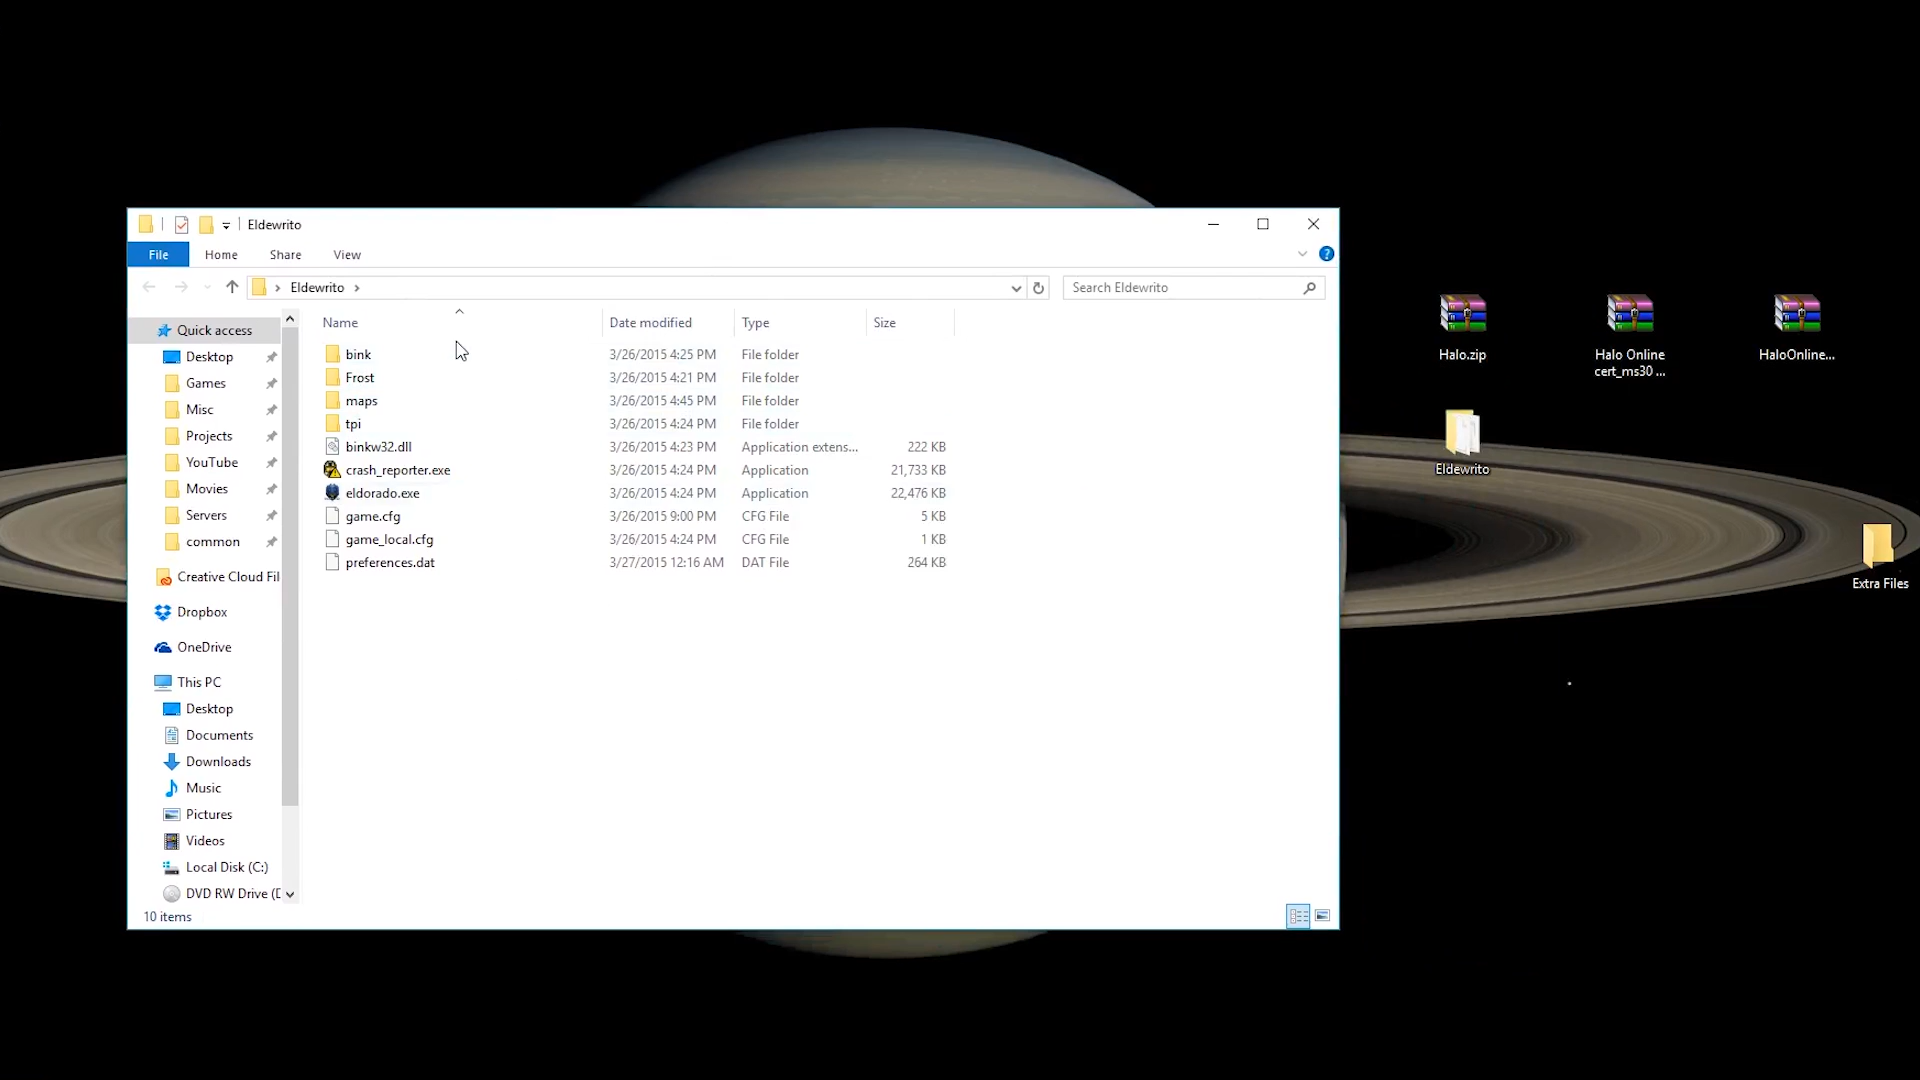 Eldewrito
File Home Share View
Eldewrito
Search Eldewrito
Name Date modified Type Size
Quick access
Desktop
Games
Misc
Projects
YouTube
Movies
Servers
common
Creative Cloud Fil
Dropbox
OneDrive
This PC
Desktop
Documents
Downloads
Music
Pictures
Videos
Local Disk (C:)
DVD RW Drive (D
bink 3/26/2015 4:25 PM File folder
Frost 3/26/2015 4:21 PM File folder
maps 3/26/2015 4:45 PM File folder
tpi 3/26/2015 4:24 PM File folder
binkw32.dll 3/26/2015 4:23 PM Application extens... 222 KB
crash_reporter.exe 3/26/2015 4:24 PM Application 21,733 KB
eldorado.exe 3/26/2015 4:24 PM Application 22,476 KB
game.cfg 3/26/2015 9:00 PM CFG File 5 KB
game_local.cfg 3/26/2015 4:24 PM CFG File 1 KB
preferences.dat 3/27/2015 12:16 AM DAT File 264 KB
10 items
Halo.zip
Halo Online
cert_ms30 ...
HaloOnline...
Eldewrito
Extra Files